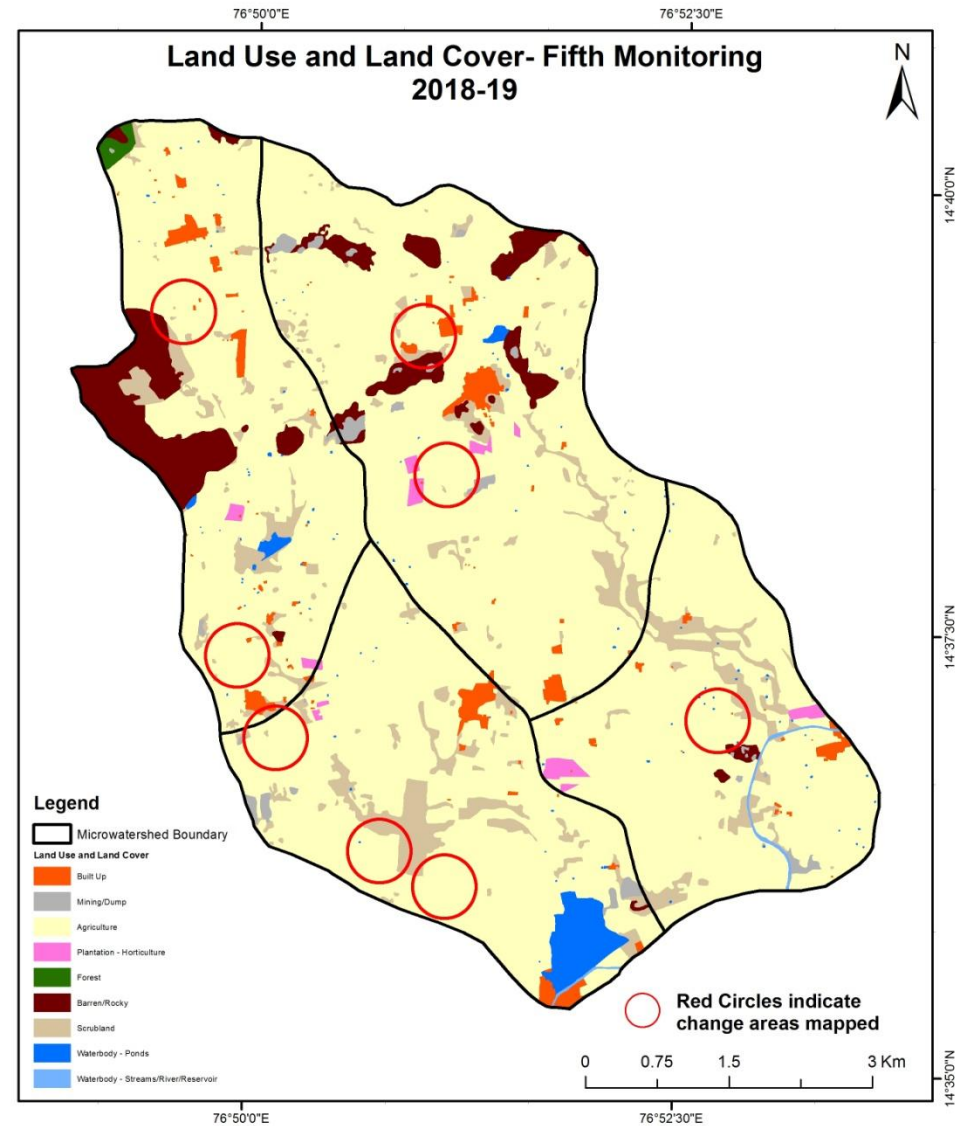 76°50'0"E
76°52'30"E
Land Use and Land Cover- Fifth Monitoring
2018-19
N
14°40'0"N
14°37'30"N
Legend
Microwatershed Boundary
Land Use and Land Cover
Built Up
Mining/Dump
Agriculture
Plantation - Horticulture
Forest
Barren/Rocky
Scrubland
Waterbody - Ponds
Waterbody - Streams/River/Reservoir
Red Circles indicate
change areas mapped
0 0.75 1.5 3 Km
14°35'0"N
76°50'0"E
76°52'30"E